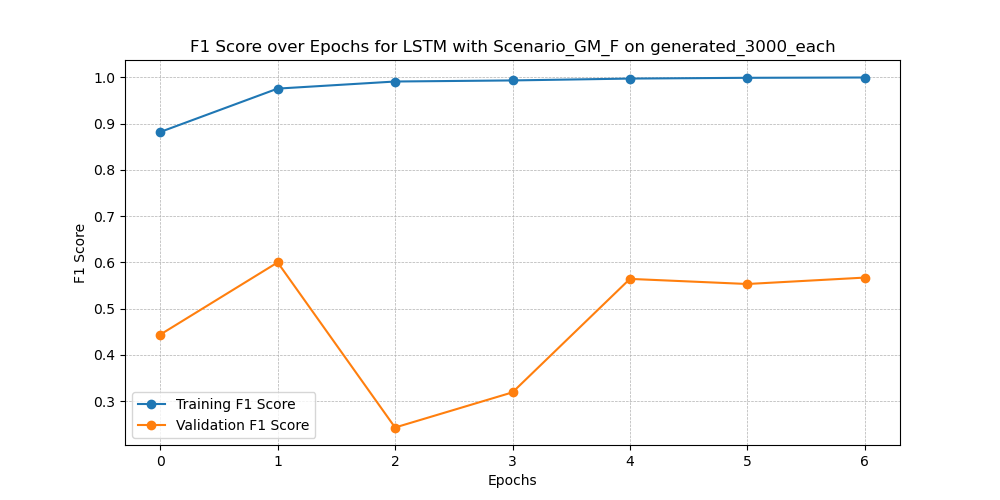 F1 Score over Epochs for LSTM with Scenario_GM_F on generated_3000_each
1.0
0.9
0.8
0.7
0.6
0.5
0.4
0.3
F1 Score
Training F1 Score
Validation F1 Score
0 1 2 3 4 5 6
Epochs